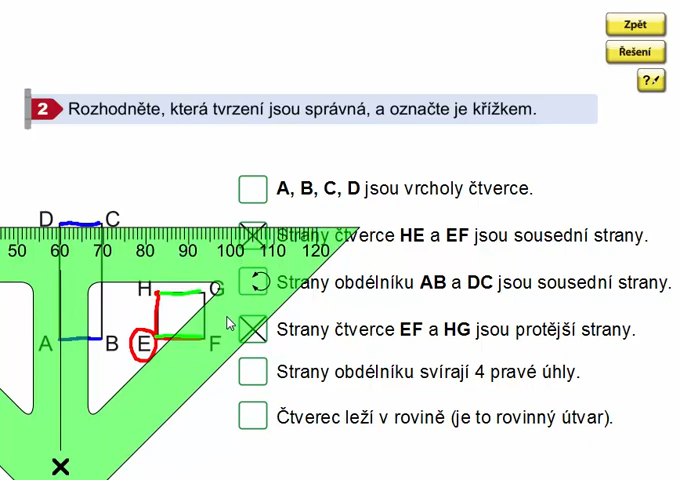 Zpět
Řešení
?
2 Rozhodněte, která tvrzení jsou správná, a označte je křížkem.
A, B, C, D jsou vrcholy čtverce.
D C
Strany čtverce HE a EF jsou sousední strany.
50 60 70 80 90 100 110 120
Strany obdélníku AB a DC jsou sousední strany.
H G
Strany čtverce EF a HG jsou protější strany.
A B E F
Strany obdélníku svírají 4 pravé úhly.
Čtverec leží v rovině (je to rovinný útvar).